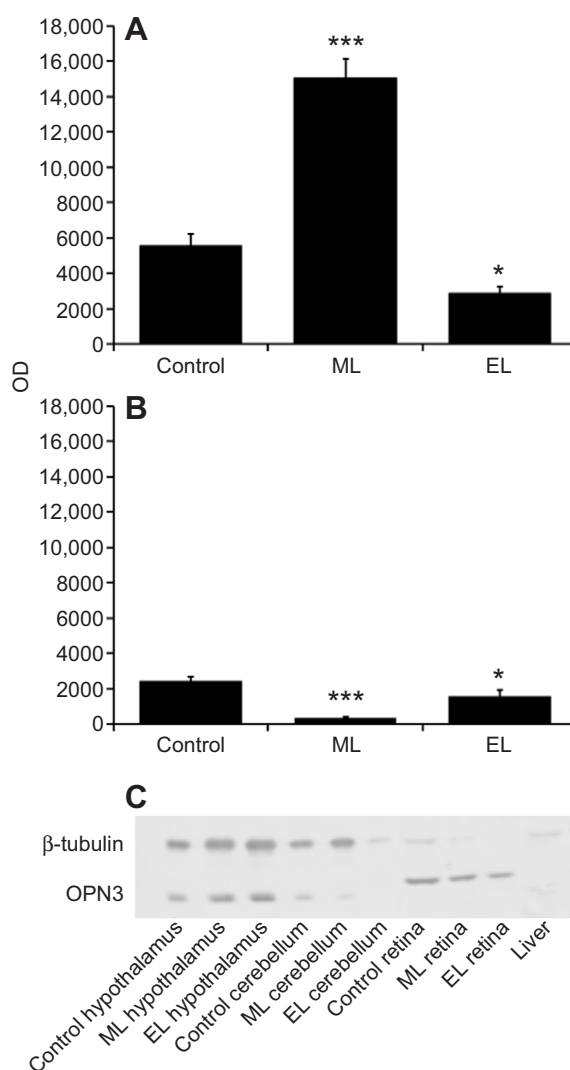 A
18,000
16,000
14,000
12,000
10,000
8000
6000
4000
2000
0
***
*
Control
ML
EL
OD
B
18,000
16,000
14,000
12,000
10,000
8000
6000
4000
2000
0
***
*
Control
ML
EL
C
β-tubulin
OPN3
Control hypothalamus
ML hypothalamus
EL hypothalamus
Control cerebellum
ML cerebellum
EL cerebellum
Control retina
ML retina
EL retina
Liver